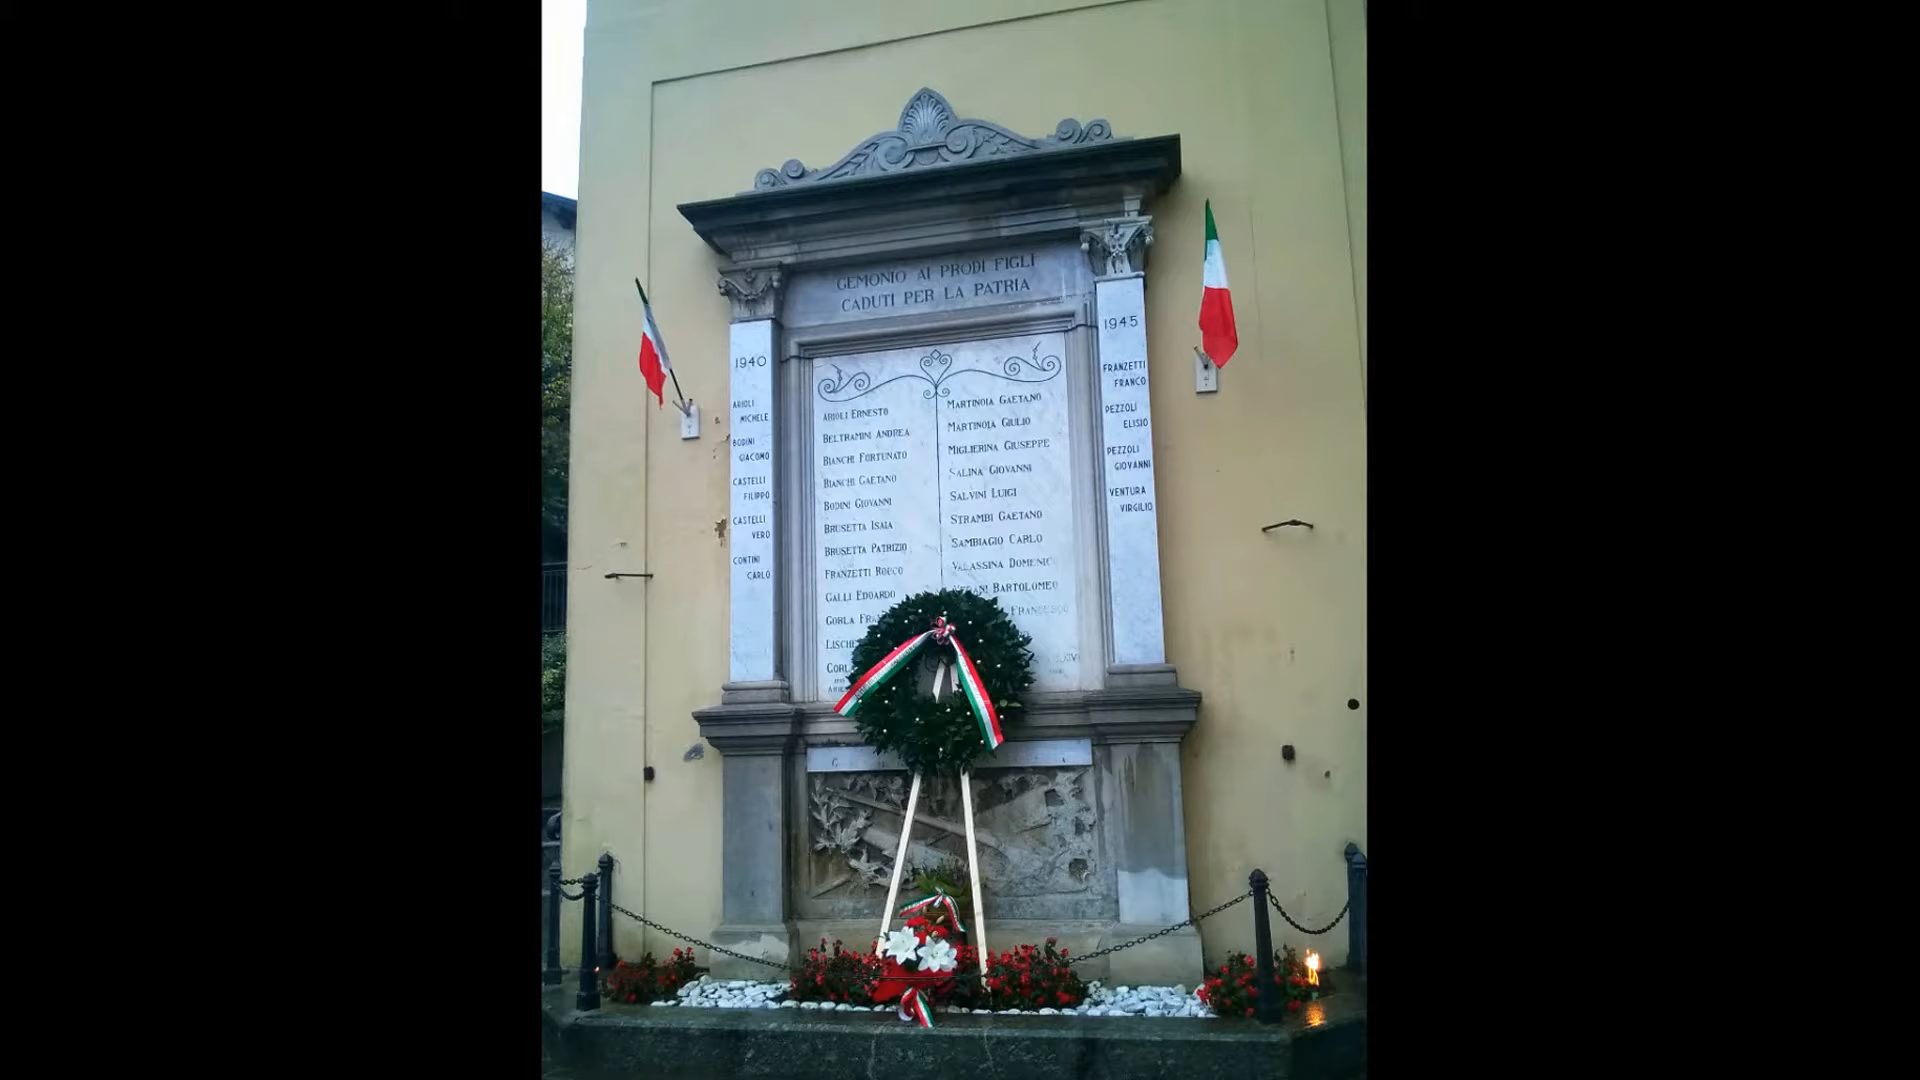 GEMONIO AI PRODI FIGLI
CADUTI PER LA PATRIA
1940
ARIOLI
MICHELE
BODINI
GIACOMO
CASTELLI
FILIPPO
CASTELLI
VERO
CONTINI
CARLO
ARIOLI ERNESTO
BELTRAMINI ANDREA
BIANCHI FORTUNATO
BIANCHI GAETANO
BODINI GIOVANNI
BRUSETTA ISAIA
BRUSETTA PATRIZIO
FRANZETTI ROCCO
GALLI EDOARDO
GORLA
MARTINOIA GAETANO
MARTINOIA GIULIO
MIGLIERINA GIUSEPPE
SALINA GIOVANNI
SALVINI LUIGI
STRAMBI GAETANO
SAMBIAGIO CARLO
VALASSINA
BARTOLOMEO
FRANCESCO
1945
FRANZETTI
FRANCO
PEZZOLI
ELISIO
PEZZOLI
GIOVANNI
VENTURA
VIRGILIO